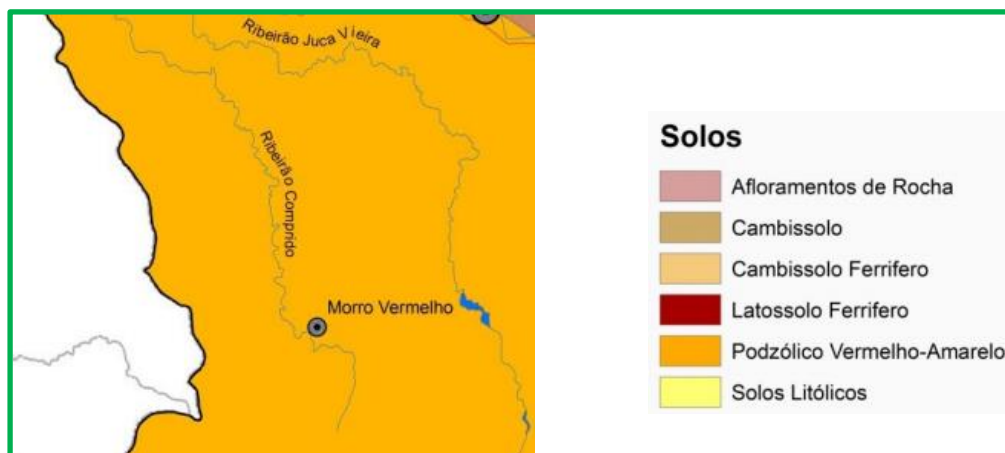 Ribeirão Juca Vieira
Ribeirão Comprido
Morro Vermelho
Solos
Afloramentos de Rocha
Cambissolo
Cambissolo Ferrifero
Latossolo Ferrifero
Podzólico Vermelho-Amarelo
Solos Litólicos